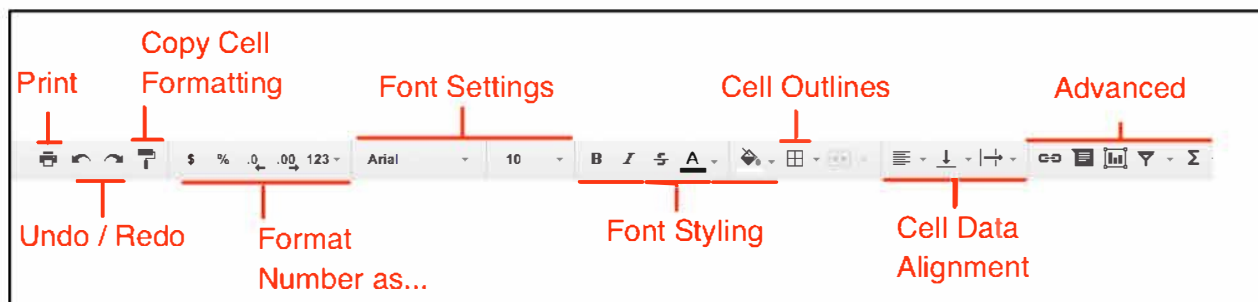 Copy Cell
Formatting
Print
Font Settings
Cell Outlines
Advanced
$ % .0 .00 123 Arial 10 B I S A Σ
Undo / Redo
Format
Number as...
Font Styling
Cell Data
Alignment